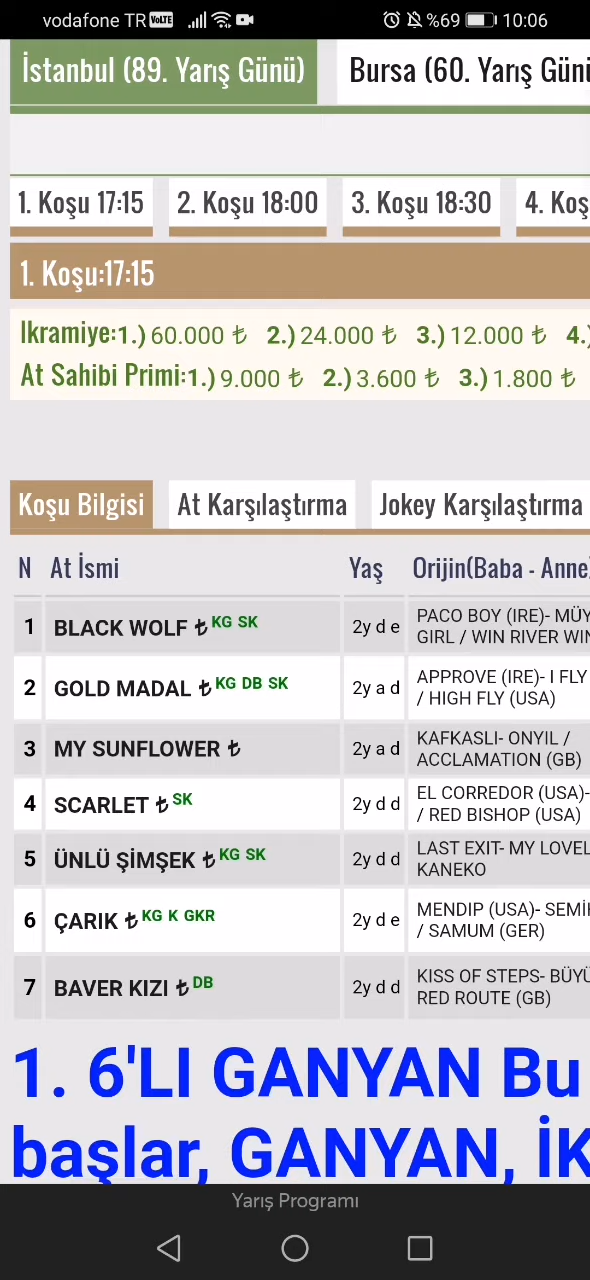 vodafone TR VoLTE %69 10:06
İstanbul (89. Yarış Günü) Bursa (60. Yarış Günü
1. Koşu 17:15 2. Koşu 18:00 3. Koşu 18:30 4. Koş
1. Koşu:17:15
Ikramiye:1.) 60.000 ₺ 2.) 24.000 ₺ 3.) 12.000 ₺ 4.)
At Sahibi Primi:1.) 9.000 ₺ 2.) 3.600 ₺ 3.) 1.800 ₺
Koşu Bilgisi At Karşılaştırma Jokey Karşılaştırma
N At İsmi Yaş Orijin(Baba - Anne)
1 BLACK WOLF ₺ KG SK 2y d e PACO BOY (IRE)- MÜY
GIRL / WIN RIVER WIN
2 GOLD MADAL ₺ KG DB SK 2y a d APPROVE (IRE)- I FLY
/ HIGH FLY (USA)
3 MY SUNFLOWER ₺ 2y a d KAFKASLI- ONYIL /
ACCLAMATION (GB)
4 SCARLET ₺ SK 2y d d EL CORREDOR (USA)-
/ RED BISHOP (USA)
5 ÜNLÜ ŞİMŞEK ₺ KG SK 2y d d LAST EXIT- MY LOVEL
KANEKO
6 ÇARIK ₺ KG K GKR 2y d e MENDIP (USA)- SEMİH
/ SAMUM (GER)
7 BAVER KIZI ₺ DB 2y d d KISS OF STEPS- BÜYÜ
RED ROUTE (GB)
1. 6'LI GANYAN Bu
başlar, GANYAN, İK
Yarış Programı